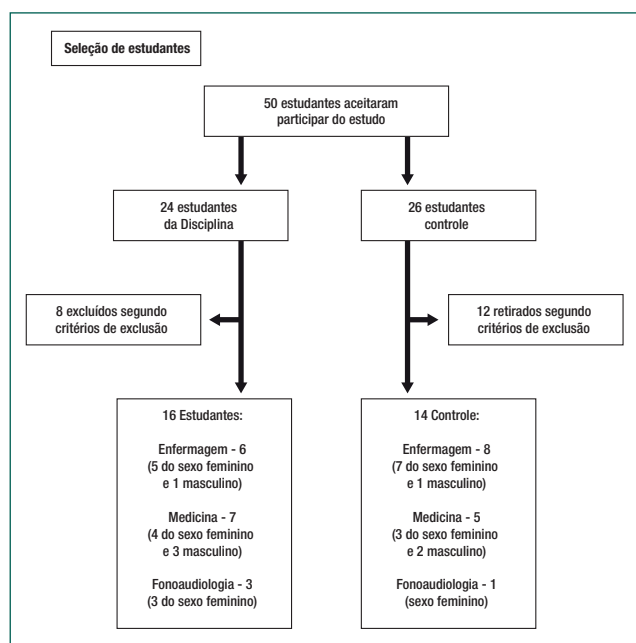 Seleção de estudantes
50 estudantes aceitaram
participar do estudo
24 estudantes
da Disciplina
26 estudantes
controle
8 excluídos segundo
critérios de exclusão
12 retirados segundo
critérios de exclusão
16 Estudantes:
Enfermagem - 6
(5 do sexo feminino
e 1 masculino)
Medicina - 7
(4 do sexo feminino
e 3 masculino)
Fonoaudiologia - 3
(3 do sexo feminino)
14 Controle:
Enfermagem - 8
(7 do sexo feminino
e 1 masculino)
Medicina - 5
(3 do sexo feminino
e 2 masculino)
Fonoaudiologia - 1
(sexo feminino)